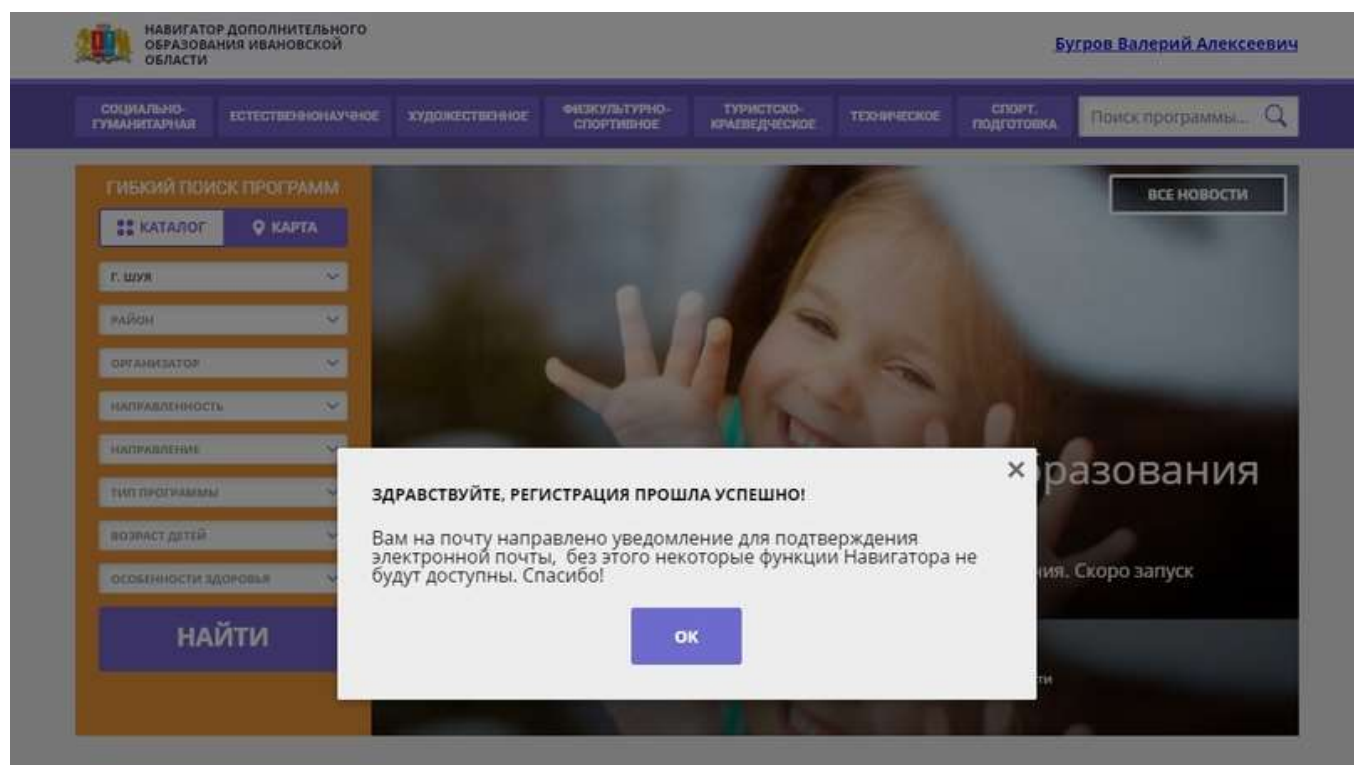 НАВИГАТОР ДОПОЛНИТЕЛЬНОГО
ОБРАЗОВАНИЯ ИВАНОВСКОЙ
ОБЛАСТИ
Бугров Валерий Алексеевич
СОЦИАЛЬНО-
ГУМАНИТАРНАЯ
ЕСТЕСТВЕННОНАУЧНОЕ
ХУДОЖЕСТВЕННОЕ
ФИЗКУЛЬТУРНО-
СПОРТИВНОЕ
ТУРИСТСКО-
КРАЕВЕДЧЕСКОЕ
ТЕХНИЧЕСКОЕ
СПОРТ.
ПОДГОТОВКА
Поиск программы...
ГИБКИЙ ПОИСК ПРОГРАММ
КАТАЛОГ
КАРТА
Г. ШУЯ
РАЙОН
ОРГАНИЗАТОР
НАПРАВЛЕННОСТЬ
НАПРАВЛЕНИЕ
ТИП ПРОГРАММЫ
ВОЗРАСТ ДЕТЕЙ
ОСОБЕННОСТИ ЗДОРОВЬЯ
НАЙТИ
ВСЕ НОВОСТИ
бразования
ния. Скоро запуск
ти
ЗДРАВСТВУЙТЕ, РЕГИСТРАЦИЯ ПРОШЛА УСПЕШНО!
Вам на почту направлено уведомление для подтверждения
электронной почты,  без этого некоторые функции Навигатора не
будут доступны. Спасибо!
ОК